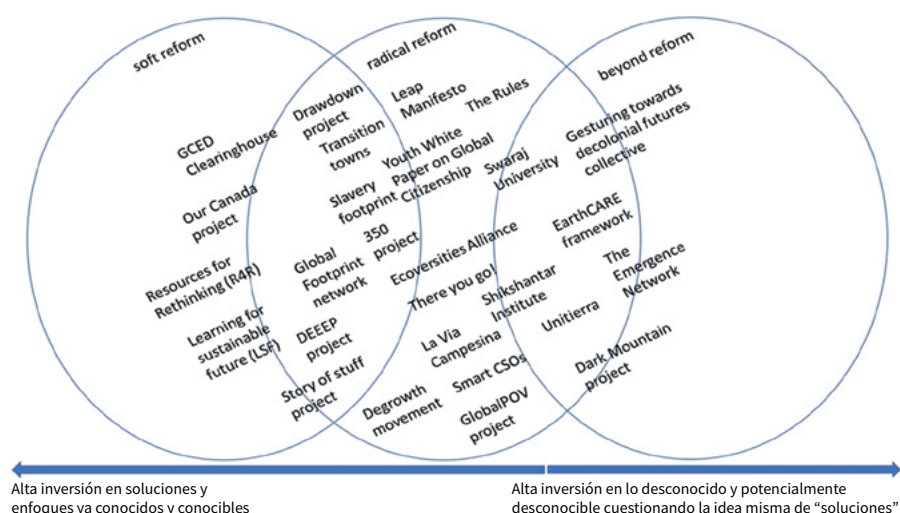 soft reform
radical reform
beyond reform
GCED
Clearinghouse
Our Canada
project
Resources for
Rethinking (R4R)
Learning for
sustainable
future (LSF)
Drawdown
project
Transition
towns
Slavery
footprint
Global
Footprint
network
DEEEP
project
Story of stuff
project
Leap
Manifesto
The Rules
Youth White
Paper on Global
Citizenship
350
project
Ecoversities Alliance
There you go!
La Via
Campesina
Smart CSOs
Degrowth
movement
GlobalPOV
project
Swaraj
University
Shikshantar
Institute
Gesturing towards
decolonial futures
collective
EarthCARE
framework
The
Emergence
Network
Unitierra
Dark Mountain
project
Alta inversión en soluciones y
enfoques ya conocidos y conocibles
Alta inversión en lo desconocido y potencialmente
desconocible cuestionando la idea misma de “soluciones”